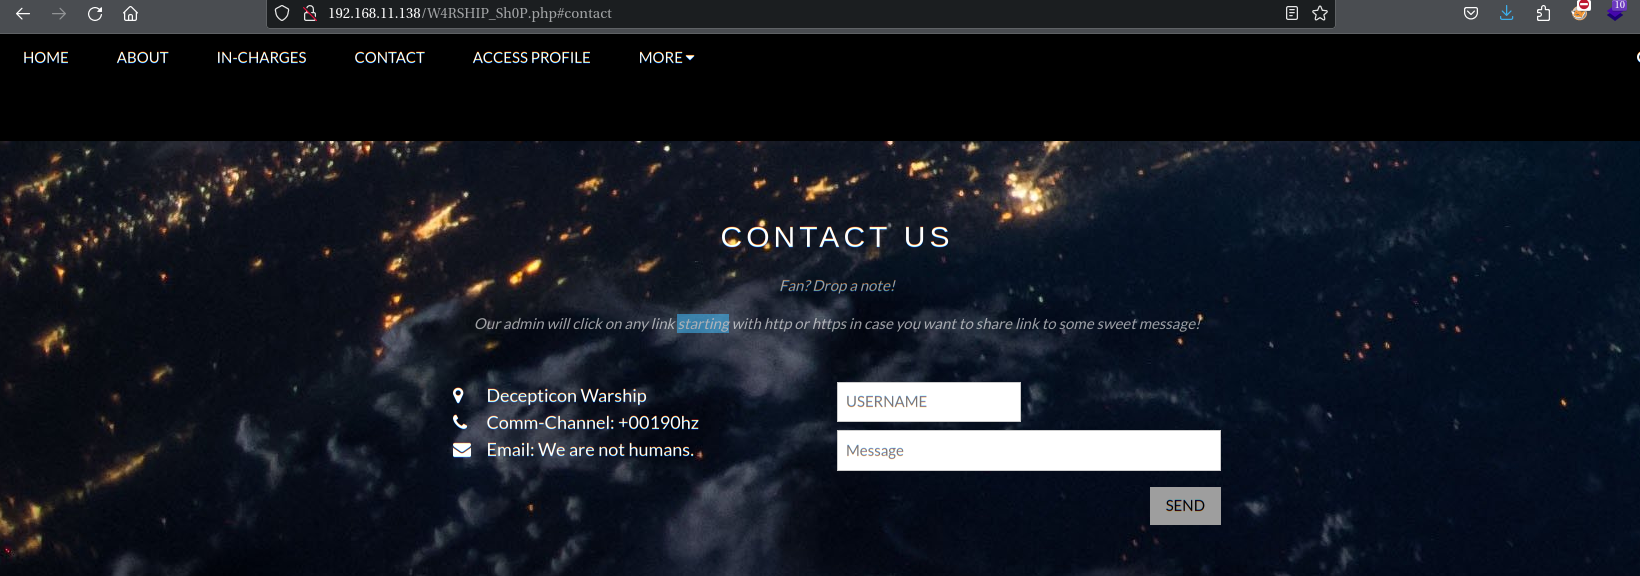 192.168.11.138/W4RSHIP_Sh0P.php#contact
10
HOME ABOUT IN-CHARGES CONTACT ACCESS PROFILE MORE
CONTACT US
Fan? Drop a note!
Our admin will click on any link starting with http or https in case you want to share link to some sweet message!
Decepticon Warship
Comm-Channel: +00190hz
Email: We are not humans.
USERNAME
Message
SEND